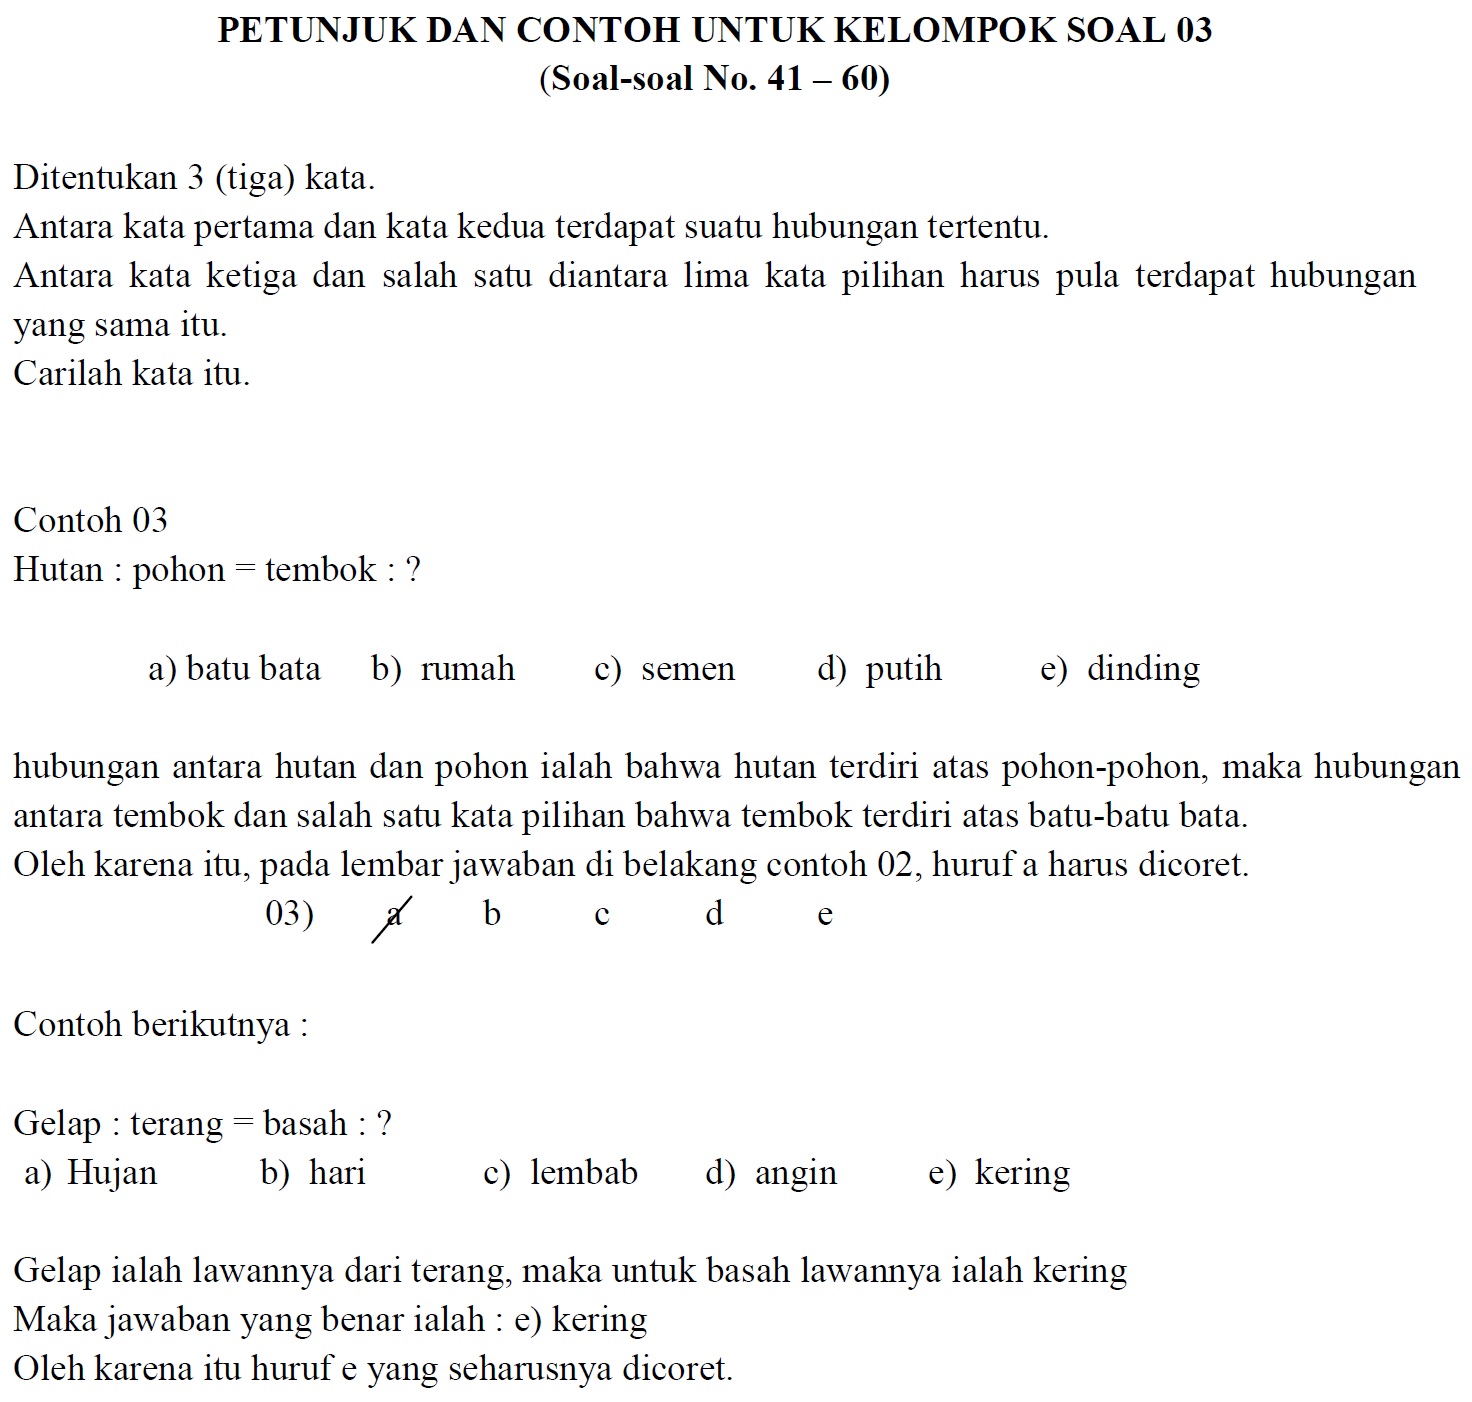 PETUNJUK DAN CONTOH UNTUK KELOMPOK SOAL 03
(Soal-soal No. 41 – 60)
Ditentukan 3 (tiga) kata.
Antara kata pertama dan kata kedua terdapat suatu hubungan tertentu.
Antara kata ketiga dan salah satu diantara lima kata pilihan harus pula terdapat hubungan
yang sama itu.
Carilah kata itu.
Contoh 03
Hutan : pohon = tembok : ?
a) batu bata b) rumah c) semen d) putih e) dinding
hubungan antara hutan dan pohon ialah bahwa hutan terdiri atas pohon-pohon, maka hubungan
antara tembok dan salah satu kata pilihan bahwa tembok terdiri atas batu-batu bata.
Oleh karena itu, pada lembar jawaban di belakang contoh 02, huruf a harus dicoret.
03) a b c d e
Contoh berikutnya :
Gelap : terang = basah : ?
a) Hujan b) hari c) lembab d) angin e) kering
Gelap ialah lawannya dari terang, maka untuk basah lawannya ialah kering
Maka jawaban yang benar ialah : e) kering
Oleh karena itu huruf e yang seharusnya dicoret.